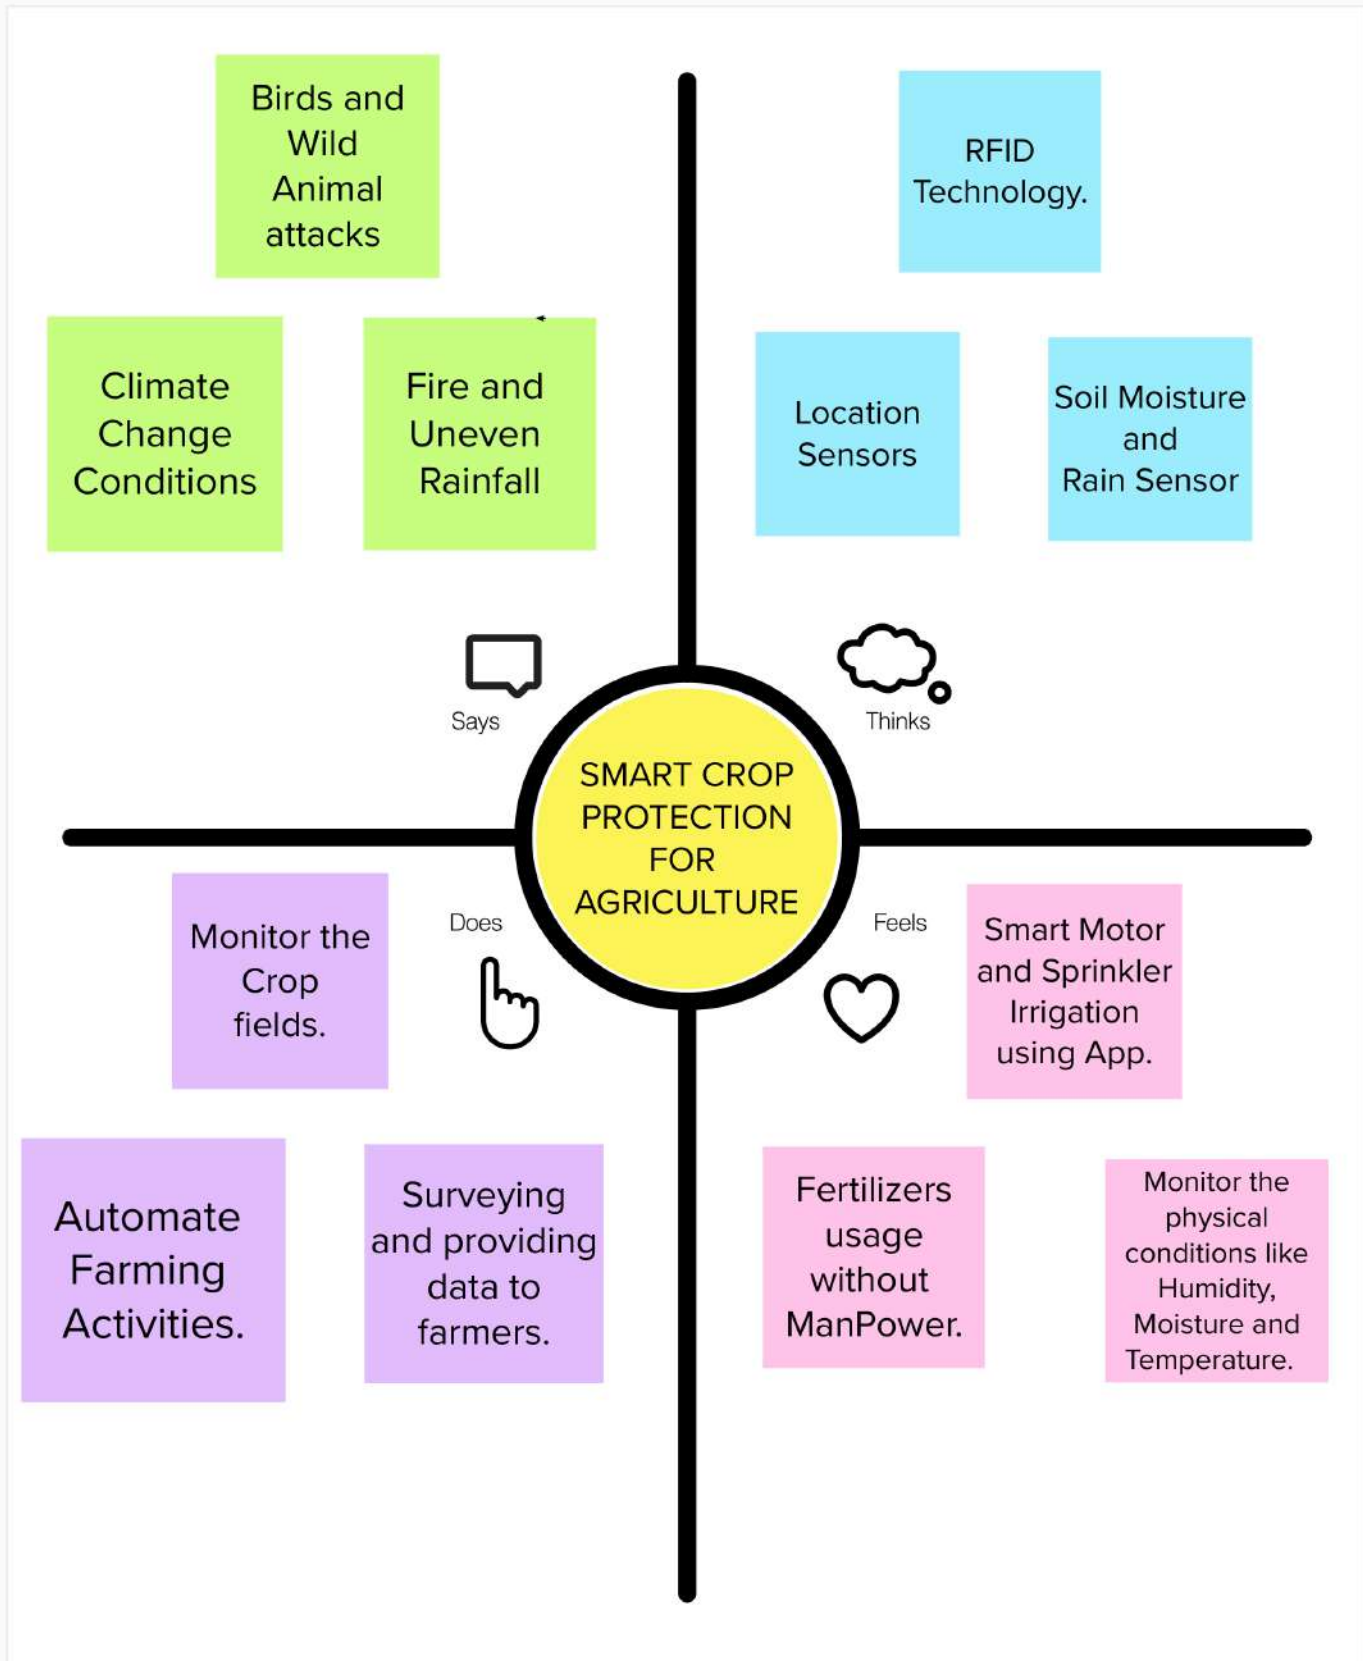 Birds and
Wild
Animal
attacks
Climate
Change
Conditions
Fire and
Uneven
Rainfall
Says
RFID
Technology.
Location
Sensors
Soil Moisture
and
Rain Sensor
Thinks
SMART CROP
PROTECTION
FOR
AGRICULTURE
Does
Monitor the
Crop
fields.
Automate
Farming
Activities.
Surveying
and providing
data to
farmers.
Feels
Smart Motor
and Sprinkler
Irrigation
using App.
Fertilizers
usage
without
ManPower.
Monitor the
physical
conditions like
Humidity,
Moisture and
Temperature.